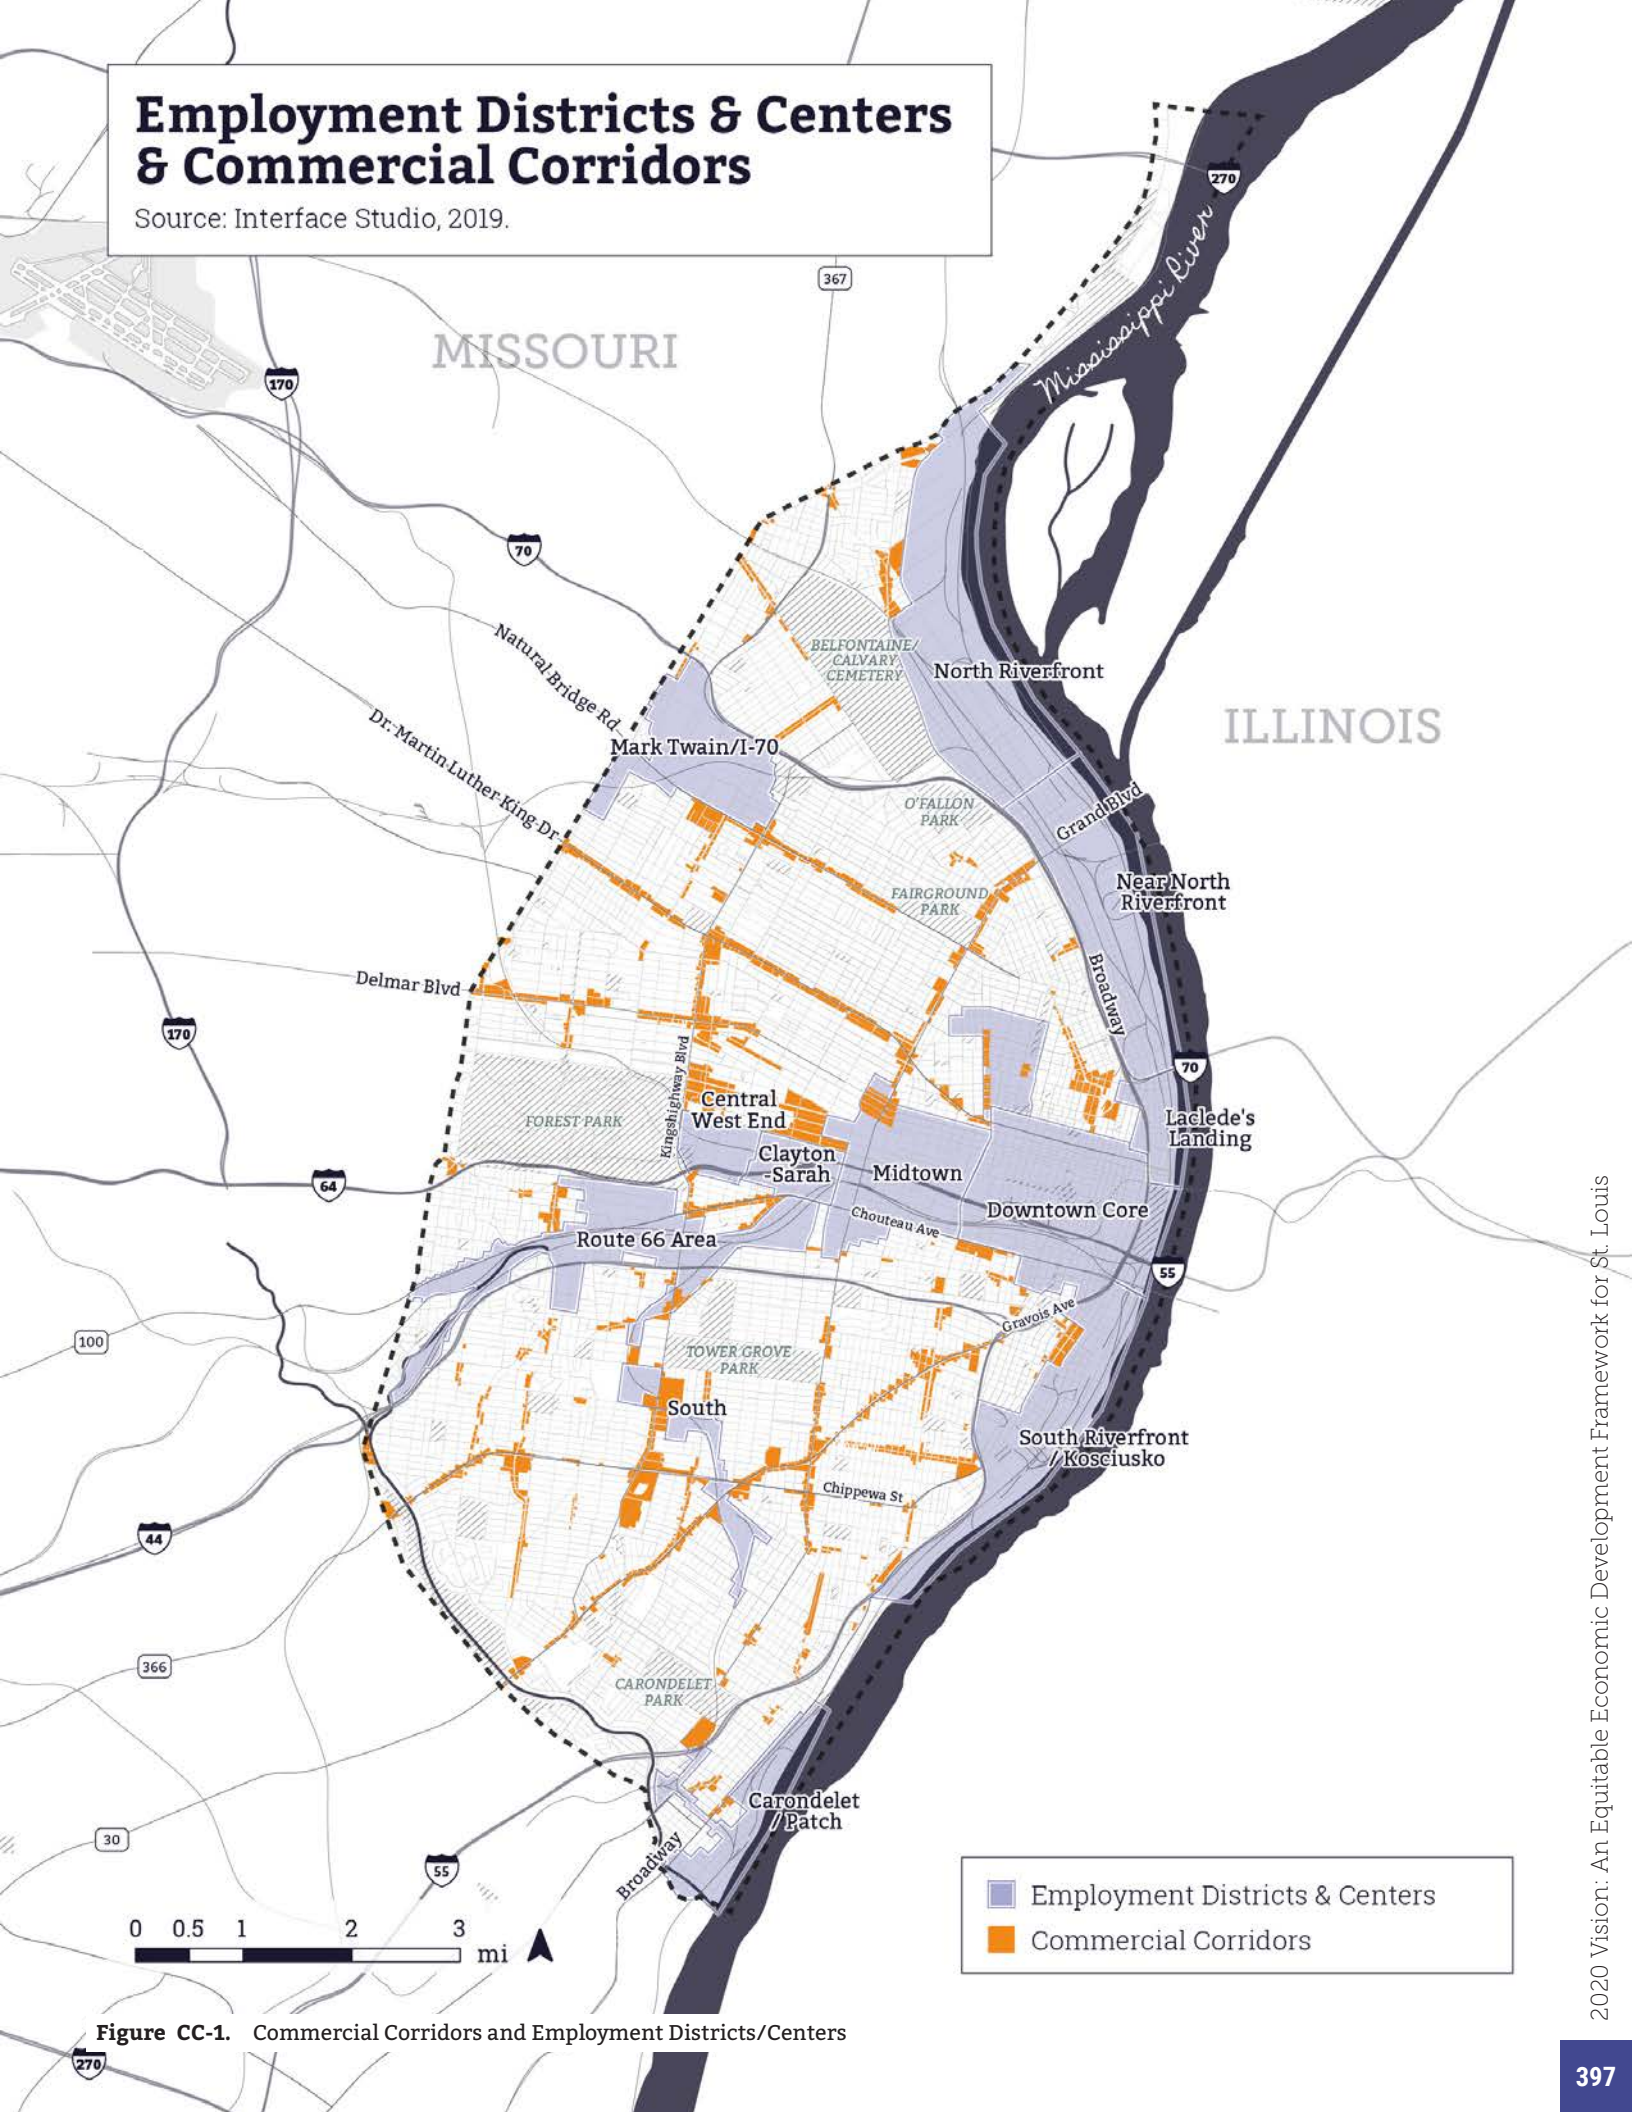 Employment Districts & Centers
& Commercial Corridors
Source: Interface Studio, 2019.
270
Mississippi River
367
MISSOURI
170
70
Natural Bridge Rd
BELFONTAINE/
CALVARY
CEMETERY
North Riverfront
ILLINOIS
Dr. Martin Luther King Dr
Mark Twain/I-70
O'FALLON
PARK
Grand Blvd
FAIRGROUND
PARK
Near North
Riverfront
Delmar Blvd
Broadway
170
70
Kingshighway Blvd
Central
West End
FOREST PARK
Laclede's
Landing
Clayton
-Sarah
Midtown
64
Downtown Core
Chouteau Ave
Route 66 Area
55
Gravois Ave
100
TOWER GROVE
PARK
South
South Riverfront
/ Kosciusko
Chippewa St
44
366
CARONDELET
PARK
Carondelet
/ Patch
30
Broadway
55
Employment Districts & Centers
Commercial Corridors
0 0.5 1 2 3
mi
Figure CC-1. Commercial Corridors and Employment Districts/Centers
270
2020 Vision: An Equitable Economic Development Framework for St. Louis
397